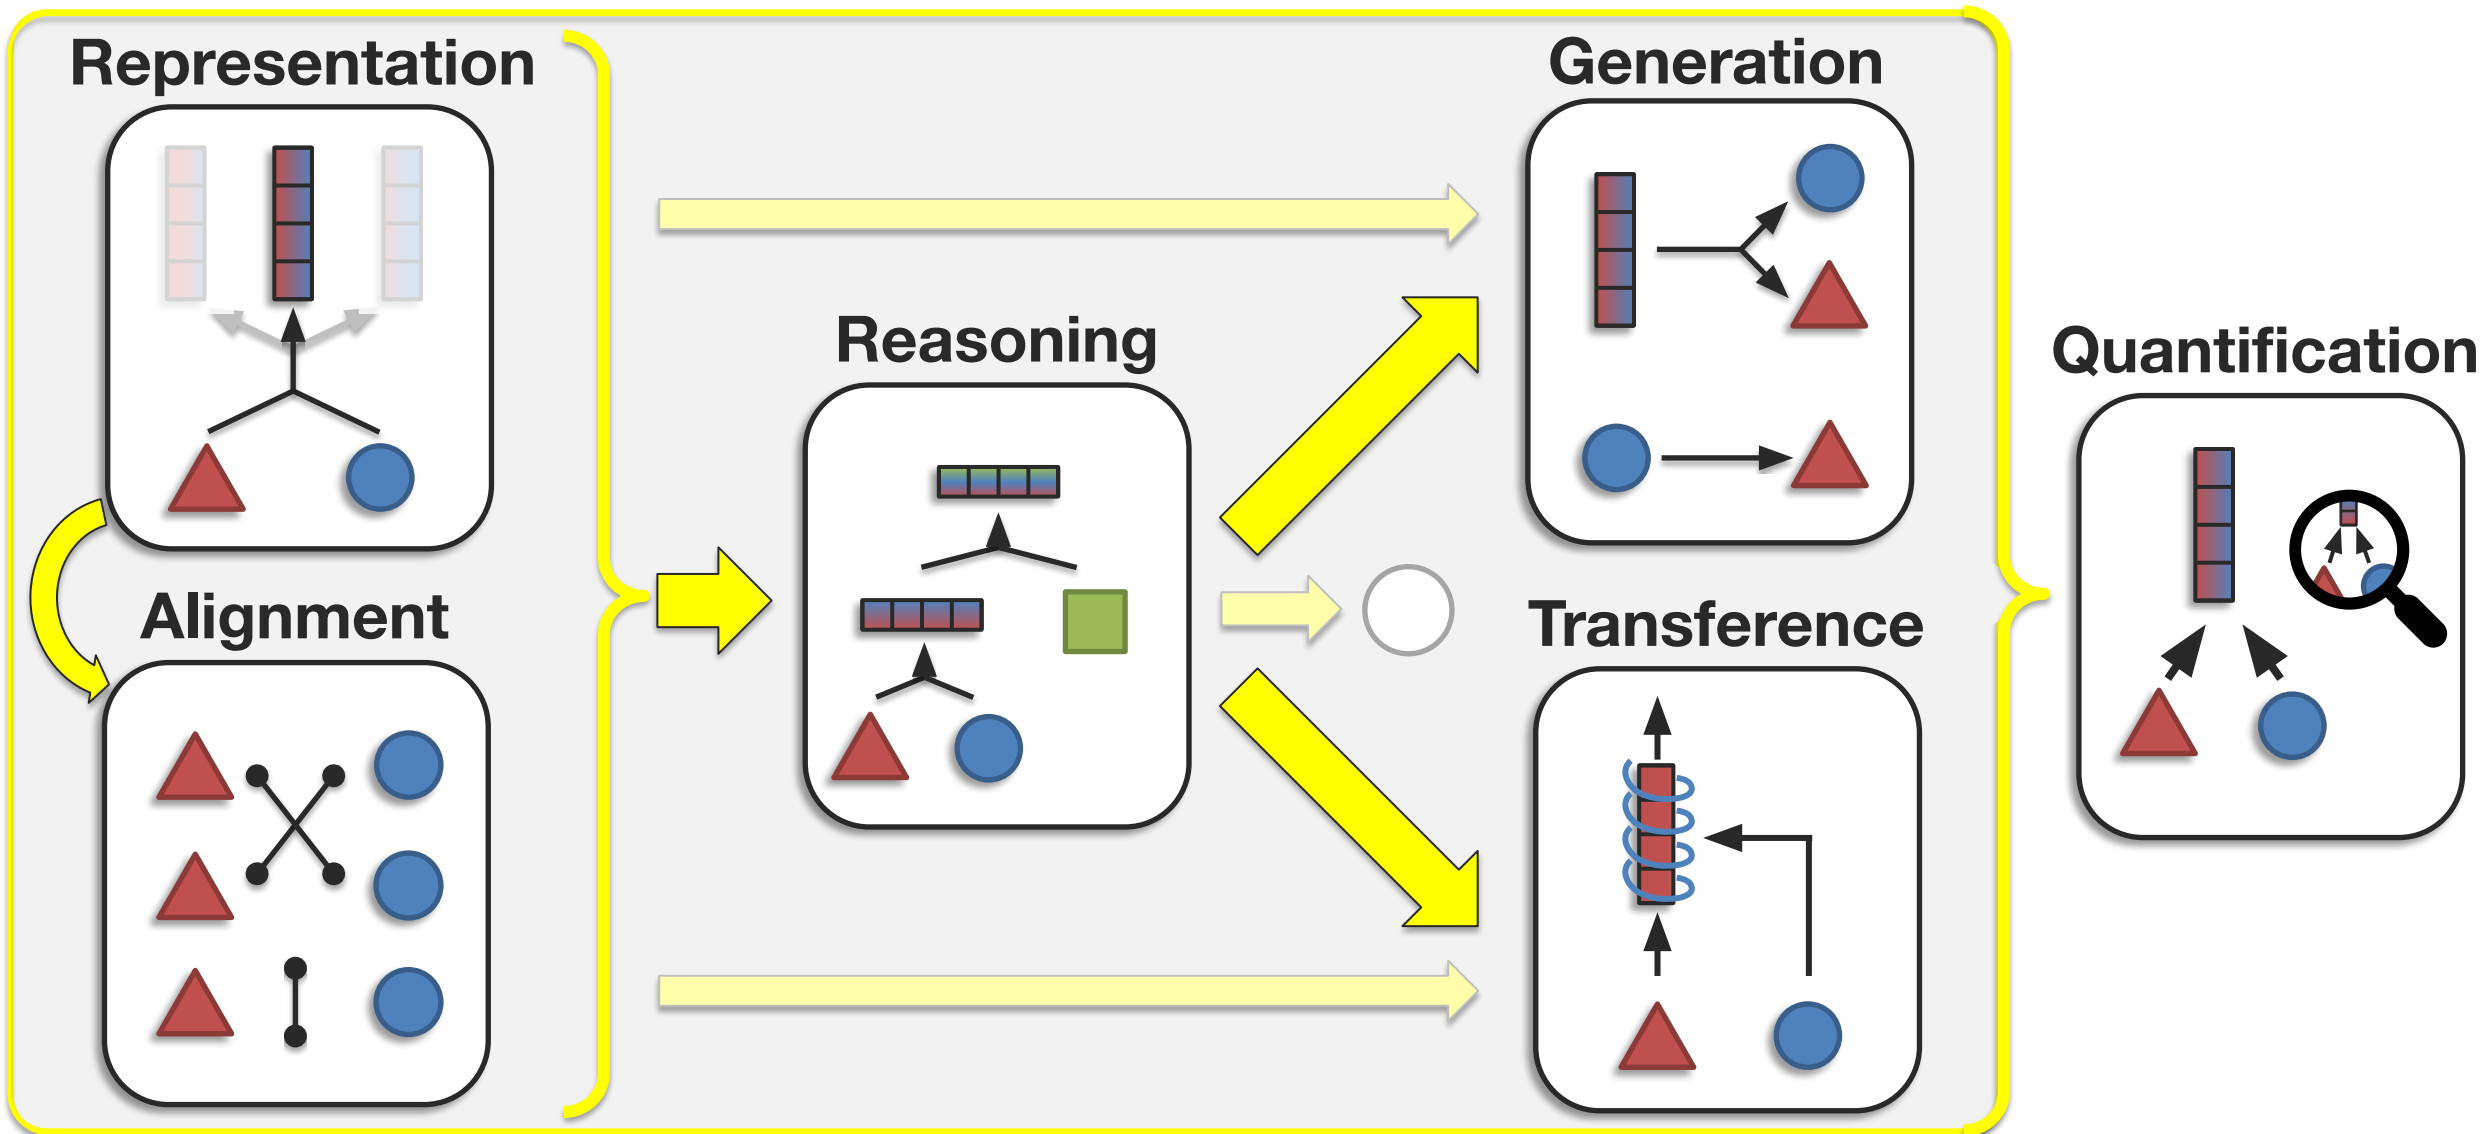 Representation
Alignment
Reasoning
Generation
Transference
Quantification